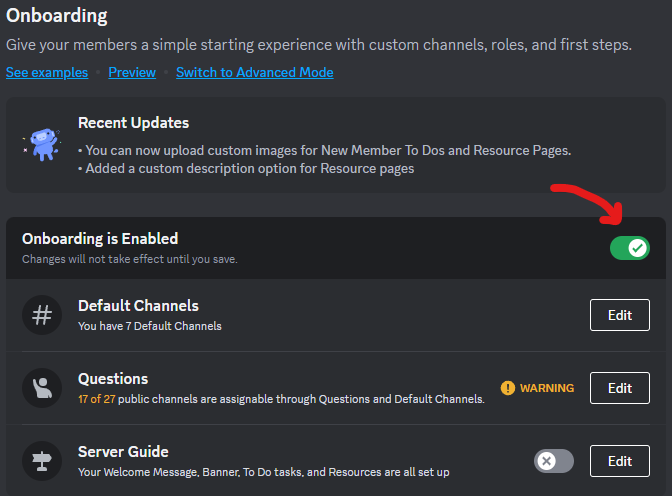 Onboarding
Give your members a simple starting experience with custom channels, roles, and first steps.
See examples • Preview • Switch to Advanced Mode
Recent Updates
• You can now upload custom images for New Member To Dos and Resource Pages.
• Added a custom description option for Resource pages
Onboarding is Enabled
Changes will not take effect until you save.
Default Channels
You have 7 Default Channels
Edit
Questions
17 of 27 public channels are assignable through Questions and Default Channels.
WARNING
Edit
Server Guide
Your Welcome Message, Banner, To Do tasks, and Resources are all set up
Edit